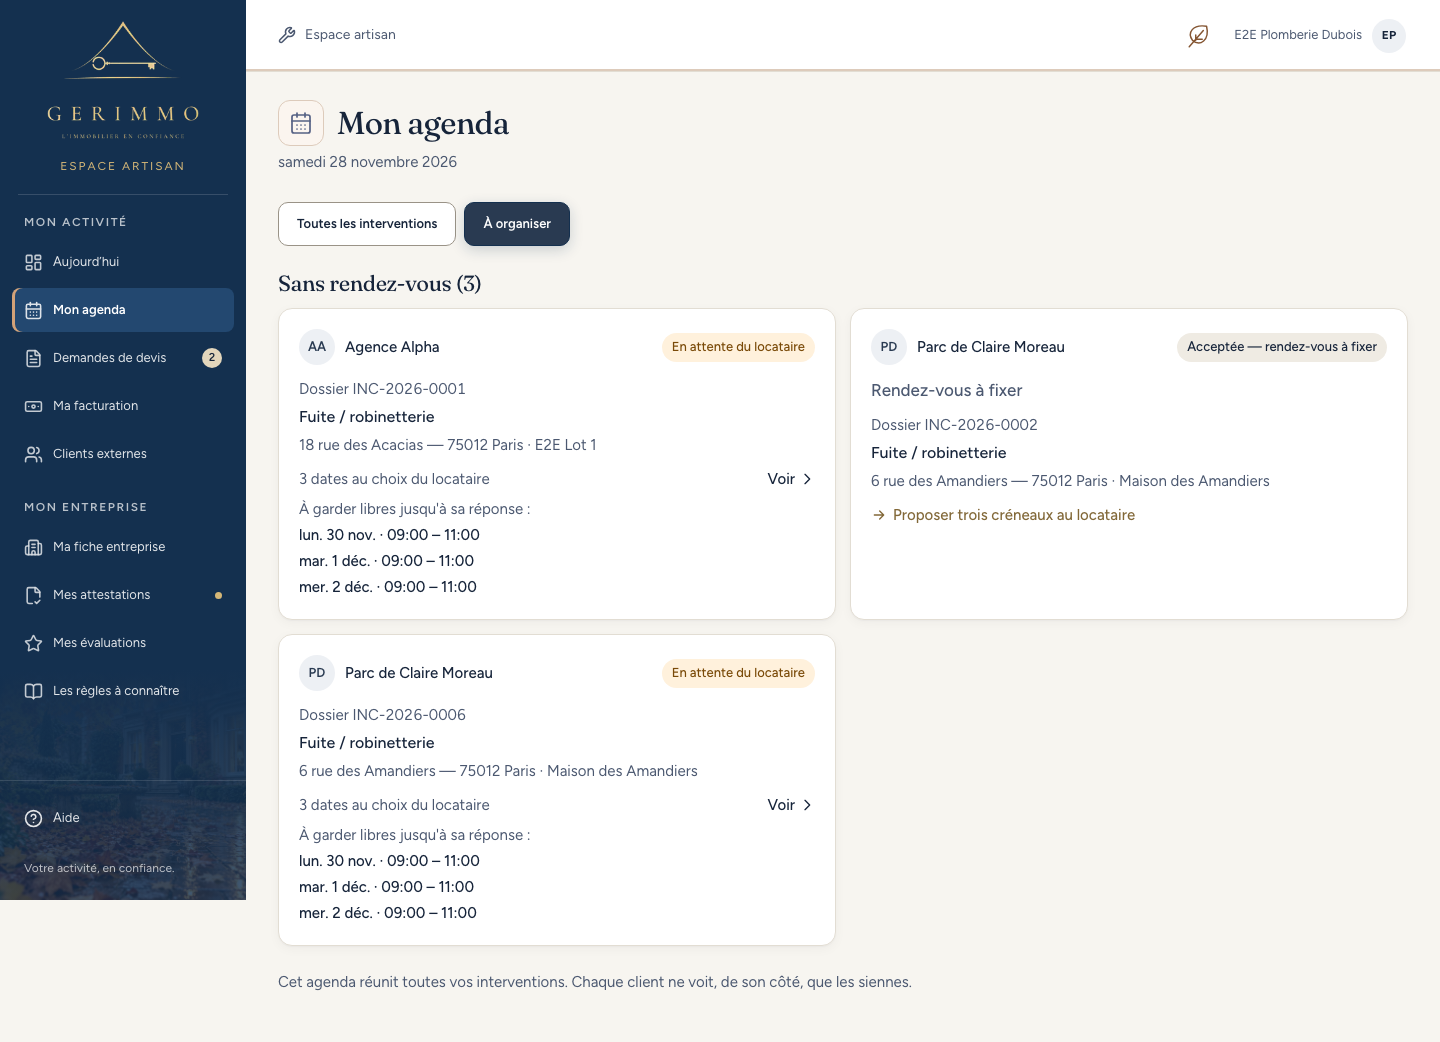 GERIMMO
L'IMMOBILIER EN CONFIANCE
ESPACE ARTISAN
MON ACTIVITÉ
Aujourd'hui
Mon agenda
Demandes de devis 2
Ma facturation
Clients externes
MON ENTREPRISE
Ma fiche entreprise
Mes attestations
Mes évaluations
Les règles à connaître
Aide
Votre activité, en confiance.
Espace artisan
E2E Plomberie Dubois EP
Mon agenda
samedi 28 novembre 2026
Toutes les interventions
À organiser
Sans rendez-vous (3)
AA Agence Alpha En attente du locataire
Dossier INC-2026-0001
Fuite / robinetterie
18 rue des Acacias — 75012 Paris · E2E Lot 1
3 dates au choix du locataire Voir
À garder libres jusqu'à sa réponse :
lun. 30 nov. · 09:00 – 11:00
mar. 1 déc. · 09:00 – 11:00
mer. 2 déc. · 09:00 – 11:00
PD Parc de Claire Moreau Acceptée — rendez-vous à fixer
Rendez-vous à fixer
Dossier INC-2026-0002
Fuite / robinetterie
6 rue des Amandiers — 75012 Paris · Maison des Amandiers
→ Proposer trois créneaux au locataire
PD Parc de Claire Moreau En attente du locataire
Dossier INC-2026-0006
Fuite / robinetterie
6 rue des Amandiers — 75012 Paris · Maison des Amandiers
3 dates au choix du locataire Voir
À garder libres jusqu'à sa réponse :
lun. 30 nov. · 09:00 – 11:00
mar. 1 déc. · 09:00 – 11:00
mer. 2 déc. · 09:00 – 11:00
Cet agenda réunit toutes vos interventions. Chaque client ne voit, de son côté, que les siennes.